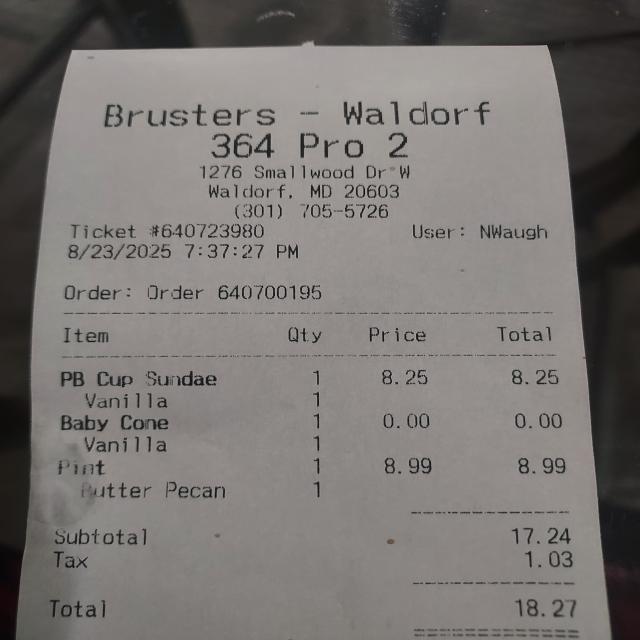 Brusters - Waldorf
364 Pro 2
1276 Smallwood Dr W
Waldorf, MD 20603
(301) 705-5726
Ticket #640723980 User: NWaugh
8/23/2025 7:37:27 PM
Order: Order 640700195
Item Qty Price Total
PB Cup Sundae 1 8.25 8.25
Vanilla 1
Baby Cone 1 0.00 0.00
Vanilla 1
Pint 1 8.99 8.99
Butter Pecan 1
Subtotal 17.24
Tax 1.03
Total 18.27